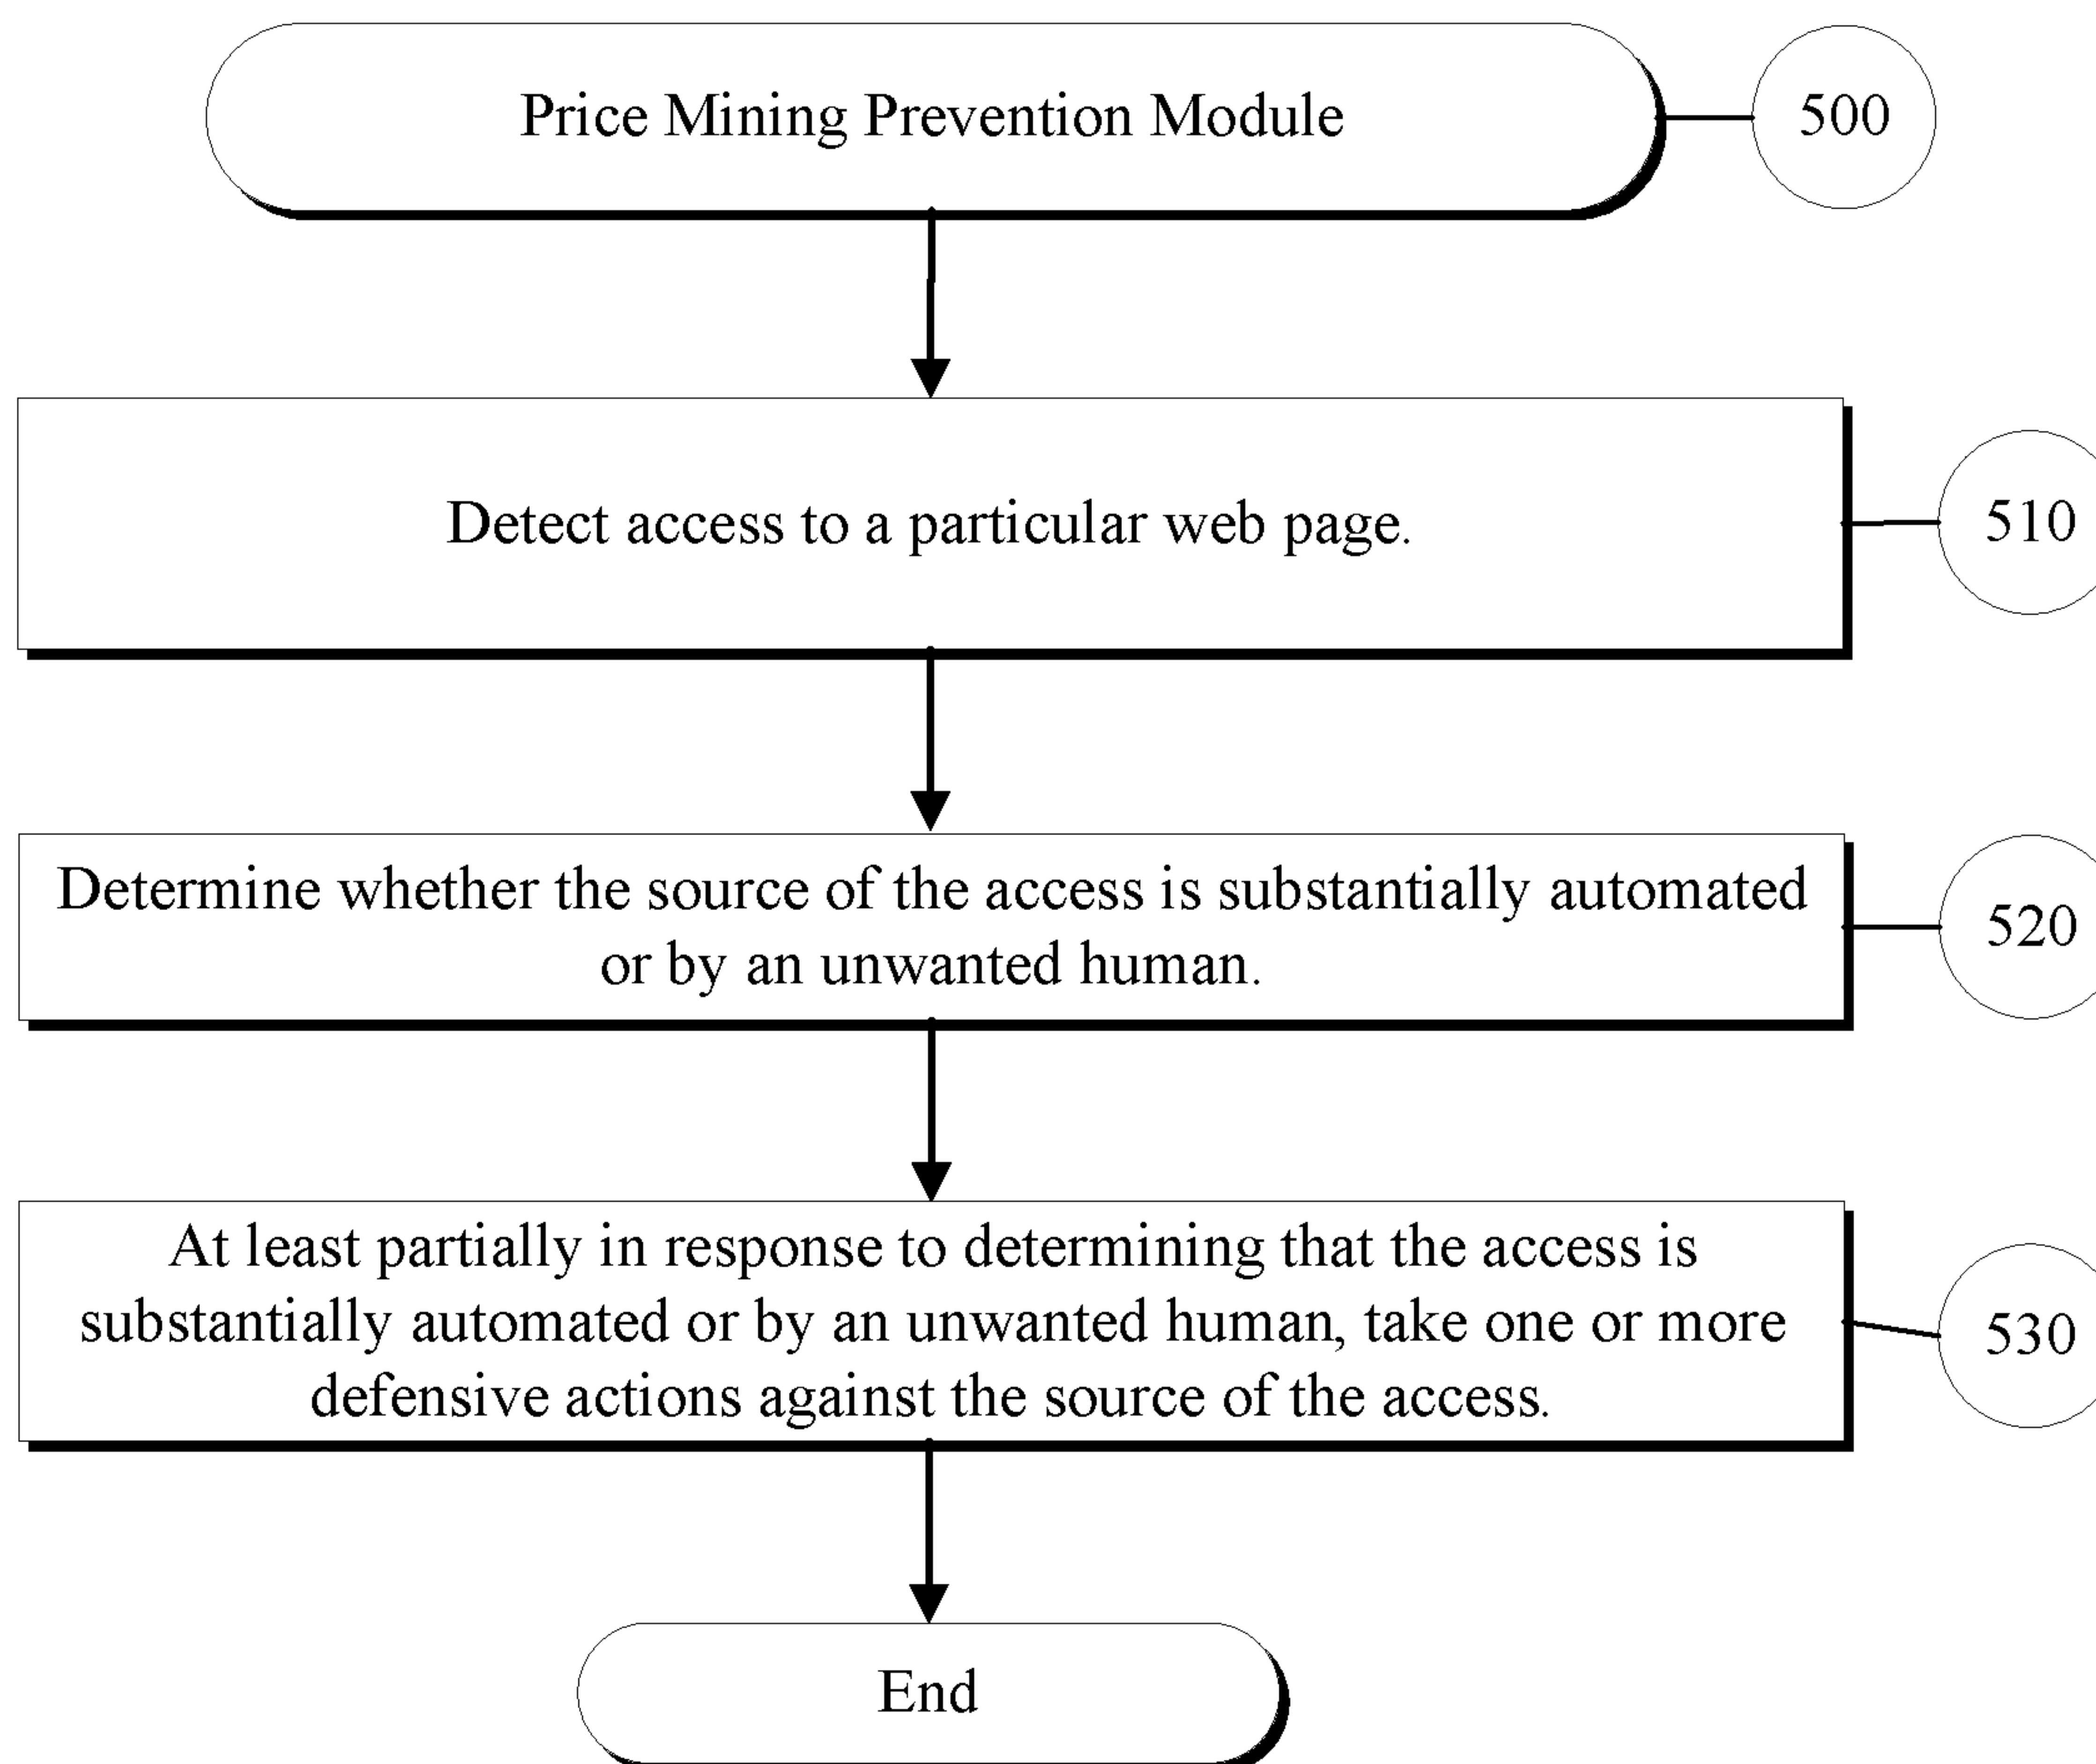 Price Mining Prevention Module
500
Detect access to a particular web page.
510
Determine whether the source of the access is substantially automated
or by an unwanted human.
520
At least partially in response to determining that the access is
substantially automated or by an unwanted human, take one or more
defensive actions against the source of the access.
530
End